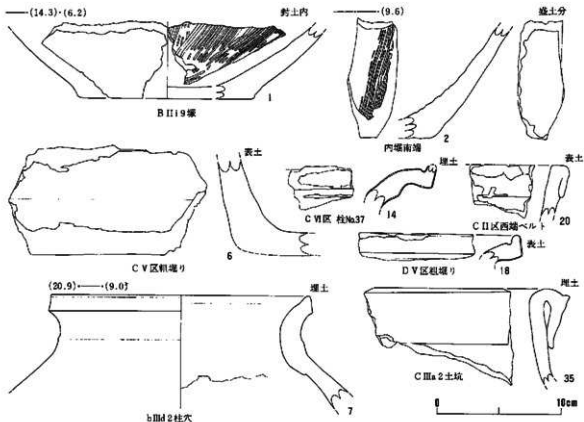 (14.3)・(6.2)
封土内
1
BⅡi9塚
(9.6)
盛土分
2
内堀南端
表土
6
CⅤ区粗堀り
埋土
14
CⅥ区 柱No.37
20
CⅡ区西端ベルト
表土
18
DⅤ区粗堀り
(20.9) (9.0)
埋土
7
bⅢd2柱穴
埋土
35
CⅢa2土坑
0 10cm